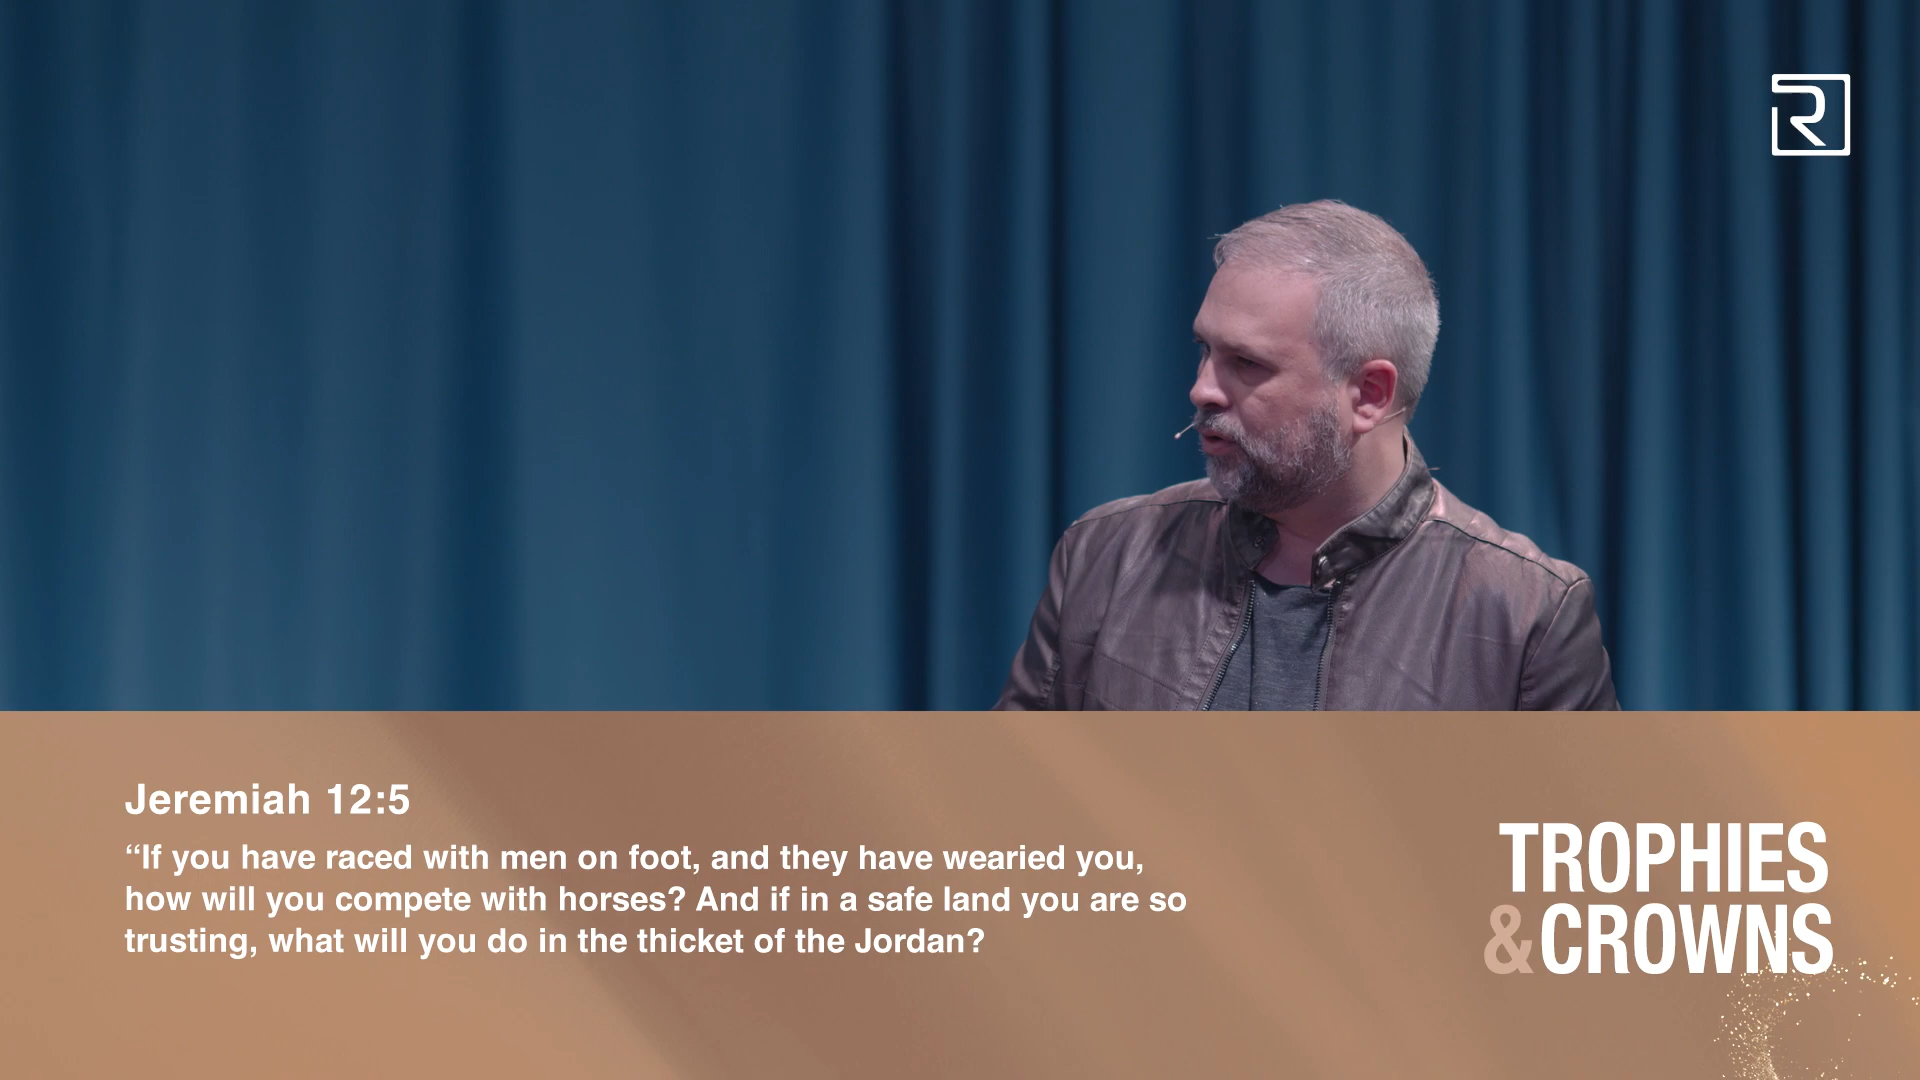 R
Jeremiah 12:5
“If you have raced with men on foot, and they have wearied you,
how will you compete with horses? And if in a safe land you are so
trusting, what will you do in the thicket of the Jordan?
TROPHIES
&CROWNS